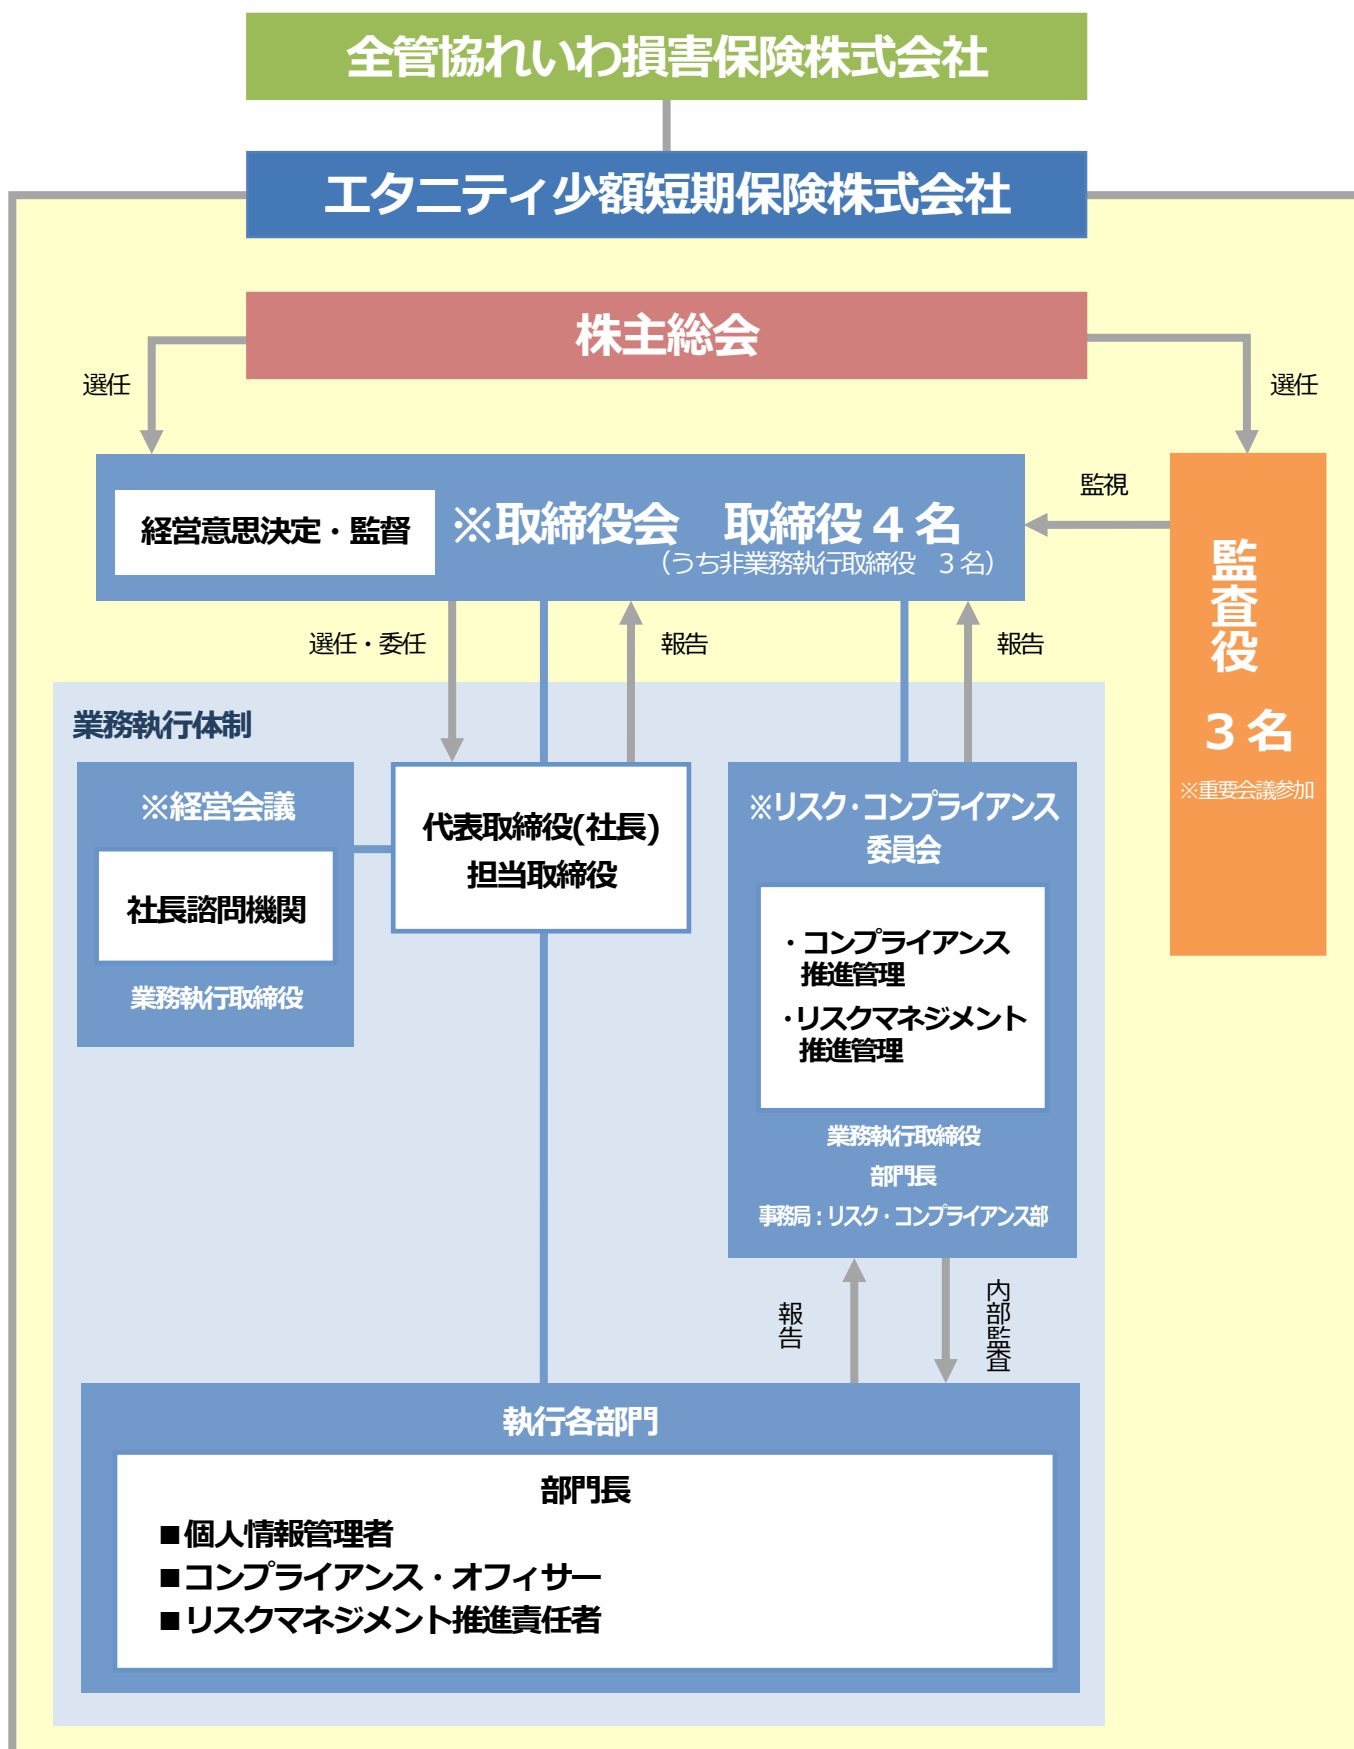 全管協れいわ損害保険株式会社
エタニティ少額短期保険株式会社
株主総会
選任
選任
経営意思決定・監督
※取締役会　取締役４名
（うち非業務執行取締役　３名）
監視
監査役
３名
※重要会議参加
選任・委任
報告
報告
業務執行体制
※経営会議
社長諮問機関
業務執行取締役
代表取締役(社長)
担当取締役
※リスク・コンプライアンス
委員会
・コンプライアンス
推進管理
・リスクマネジメント
推進管理
業務執行取締役
部門長
事務局：リスク・コンプライアンス部
報告
内部監査
執行各部門
部門長
■個人情報管理者
■コンプライアンス・オフィサー
■リスクマネジメント推進責任者